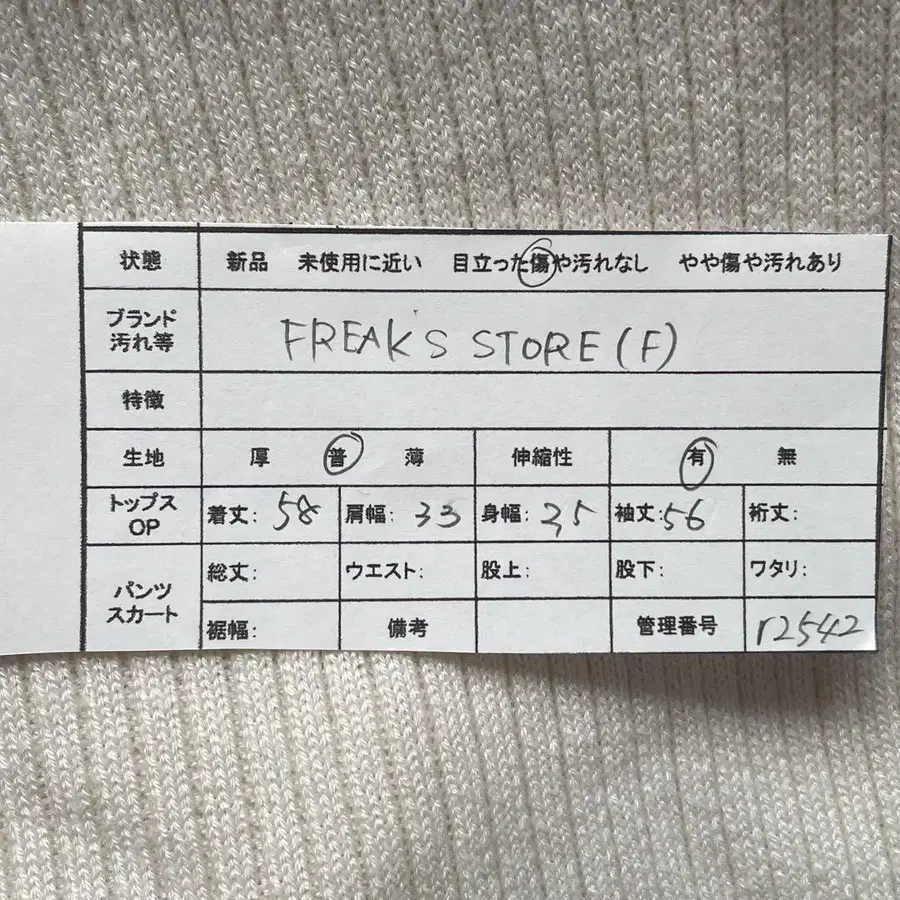 状態 新品 未使用に近い 目立った傷や汚れなし やや傷や汚れあり
ブランド
汚れ等 FREAK'S STORE (F)
特徴
生地 厚 普 薄 伸縮性 有 無
トップス
OP 着丈: 58 肩幅: 33 身幅: 35 袖丈: 56 裄丈:
パンツ
スカート 総丈: ウエスト: 股上: 股下: ワタリ:
裾幅: 備考 管理番号 r2542